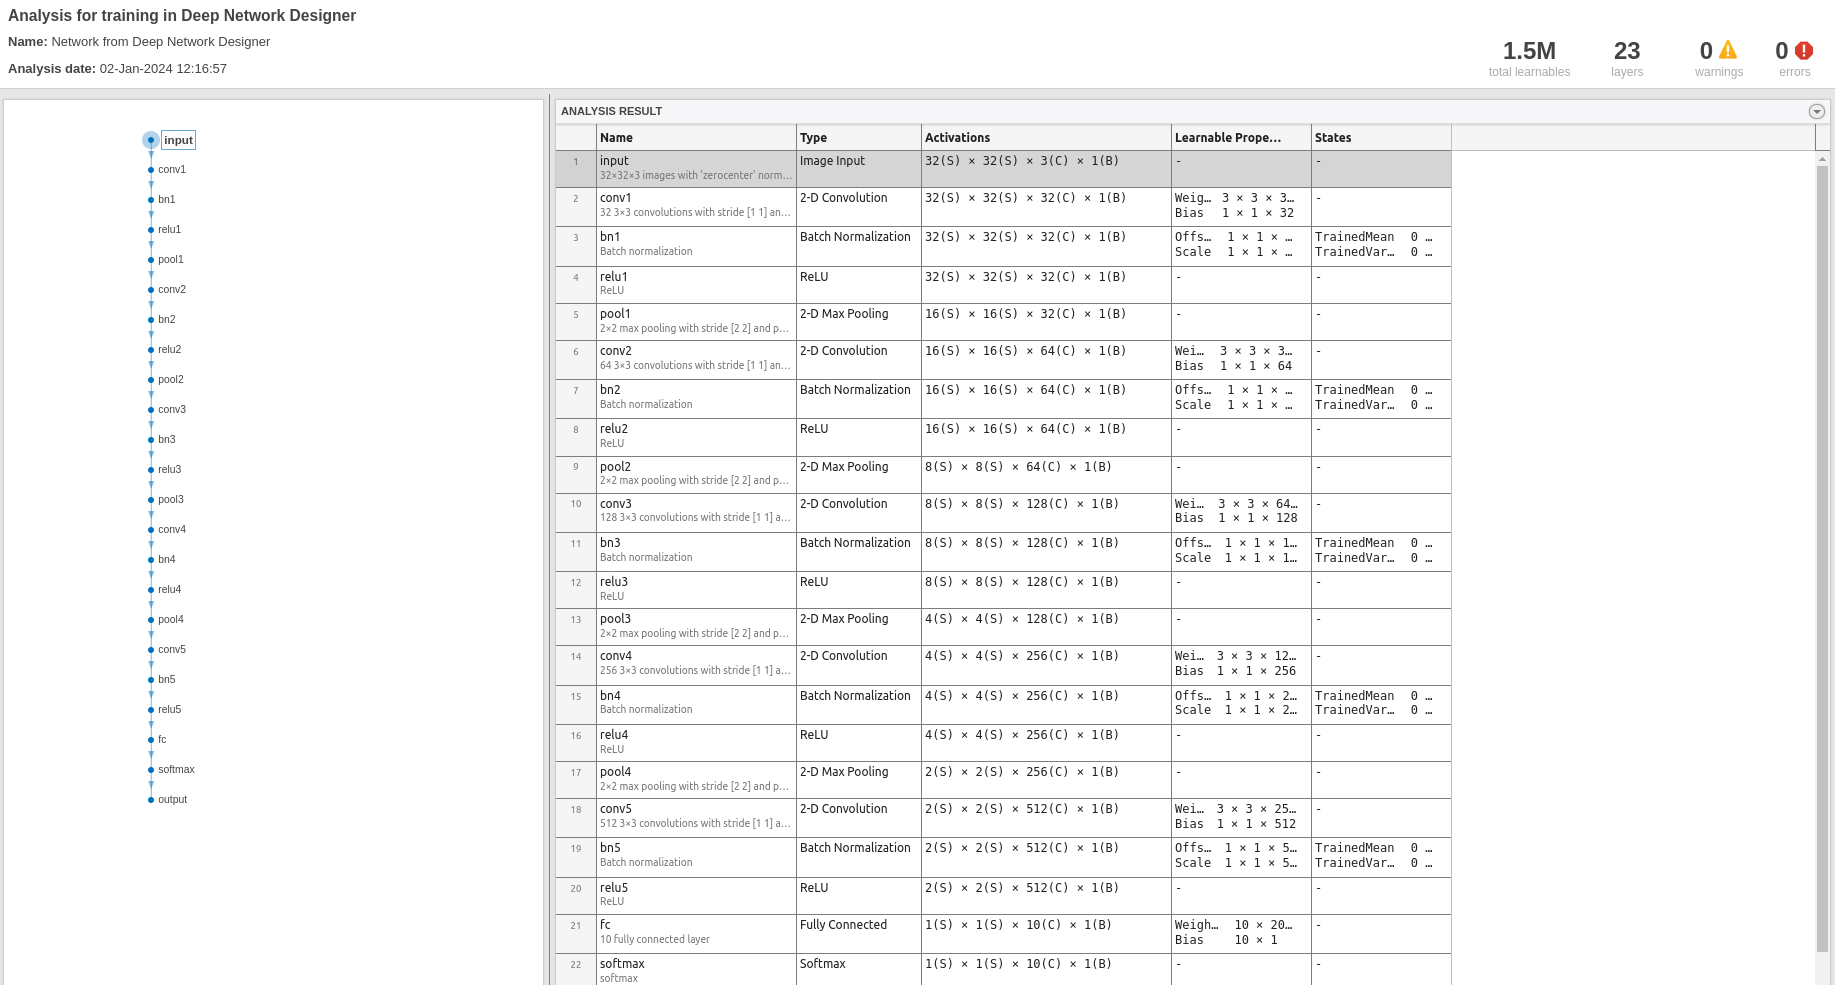 Analysis for training in Deep Network Designer
Name: Network from Deep Network Designer
Analysis date: 02-Jan-2024 12:16:57
1.5M 23 0 0
total learnables layers warnings errors
input
conv1
bn1
relu1
pool1
conv2
bn2
relu2
pool2
conv3
bn3
relu3
pool3
conv4
bn4
relu4
pool4
conv5
bn5
relu5
fc
softmax
output
ANALYSIS RESULT
Name Type Activations Learnable Prope… States
1 input Image Input 32(S) × 32(S) × 3(C) × 1(B) - -
32×32×3 images with 'zerocenter' norm…
2 conv1 2-D Convolution 32(S) × 32(S) × 32(C) × 1(B) Weig… 3 × 3 × 3… -
32 3×3 convolutions with stride [1 1] an… Bias 1 × 1 × 32
3 bn1 Batch Normalization 32(S) × 32(S) × 32(C) × 1(B) Offs… 1 × 1 × … TrainedMean 0 …
Batch normalization Scale 1 × 1 × … TrainedVar… 0 …
4 relu1 ReLU 32(S) × 32(S) × 32(C) × 1(B) - -
ReLU
5 pool1 2-D Max Pooling 16(S) × 16(S) × 32(C) × 1(B) - -
2×2 max pooling with stride [2 2] and p…
6 conv2 2-D Convolution 16(S) × 16(S) × 64(C) × 1(B) Wei… 3 × 3 × 3… -
64 3×3 convolutions with stride [1 1] an… Bias 1 × 1 × 64
7 bn2 Batch Normalization 16(S) × 16(S) × 64(C) × 1(B) Offs… 1 × 1 × … TrainedMean 0 …
Batch normalization Scale 1 × 1 × … TrainedVar… 0 …
8 relu2 ReLU 16(S) × 16(S) × 64(C) × 1(B) - -
ReLU
9 pool2 2-D Max Pooling 8(S) × 8(S) × 64(C) × 1(B) - -
2×2 max pooling with stride [2 2] and p…
10 conv3 2-D Convolution 8(S) × 8(S) × 128(C) × 1(B) Wei… 3 × 3 × 64… -
128 3×3 convolutions with stride [1 1] a… Bias 1 × 1 × 128
11 bn3 Batch Normalization 8(S) × 8(S) × 128(C) × 1(B) Offs… 1 × 1 × 1… TrainedMean 0 …
Batch normalization Scale 1 × 1 × 1… TrainedVar… 0 …
12 relu3 ReLU 8(S) × 8(S) × 128(C) × 1(B) - -
ReLU
13 pool3 2-D Max Pooling 4(S) × 4(S) × 128(C) × 1(B) - -
2×2 max pooling with stride [2 2] and p…
14 conv4 2-D Convolution 4(S) × 4(S) × 256(C) × 1(B) Wei… 3 × 3 × 12… -
256 3×3 convolutions with stride [1 1] a… Bias 1 × 1 × 256
15 bn4 Batch Normalization 4(S) × 4(S) × 256(C) × 1(B) Offs… 1 × 1 × 2… TrainedMean 0 …
Batch normalization Scale 1 × 1 × 2… TrainedVar… 0 …
16 relu4 ReLU 4(S) × 4(S) × 256(C) × 1(B) - -
ReLU
17 pool4 2-D Max Pooling 2(S) × 2(S) × 256(C) × 1(B) - -
2×2 max pooling with stride [2 2] and p…
18 conv5 2-D Convolution 2(S) × 2(S) × 512(C) × 1(B) Wei… 3 × 3 × 25… -
512 3×3 convolutions with stride [1 1] a… Bias 1 × 1 × 512
19 bn5 Batch Normalization 2(S) × 2(S) × 512(C) × 1(B) Offs… 1 × 1 × 5… TrainedMean 0 …
Batch normalization Scale 1 × 1 × 5… TrainedVar… 0 …
20 relu5 ReLU 2(S) × 2(S) × 512(C) × 1(B) - -
ReLU
21 fc Fully Connected 1(S) × 1(S) × 10(C) × 1(B) Weigh… 10 × 20… -
10 fully connected layer Bias 10 × 1
22 softmax Softmax 1(S) × 1(S) × 10(C) × 1(B) - -
softmax